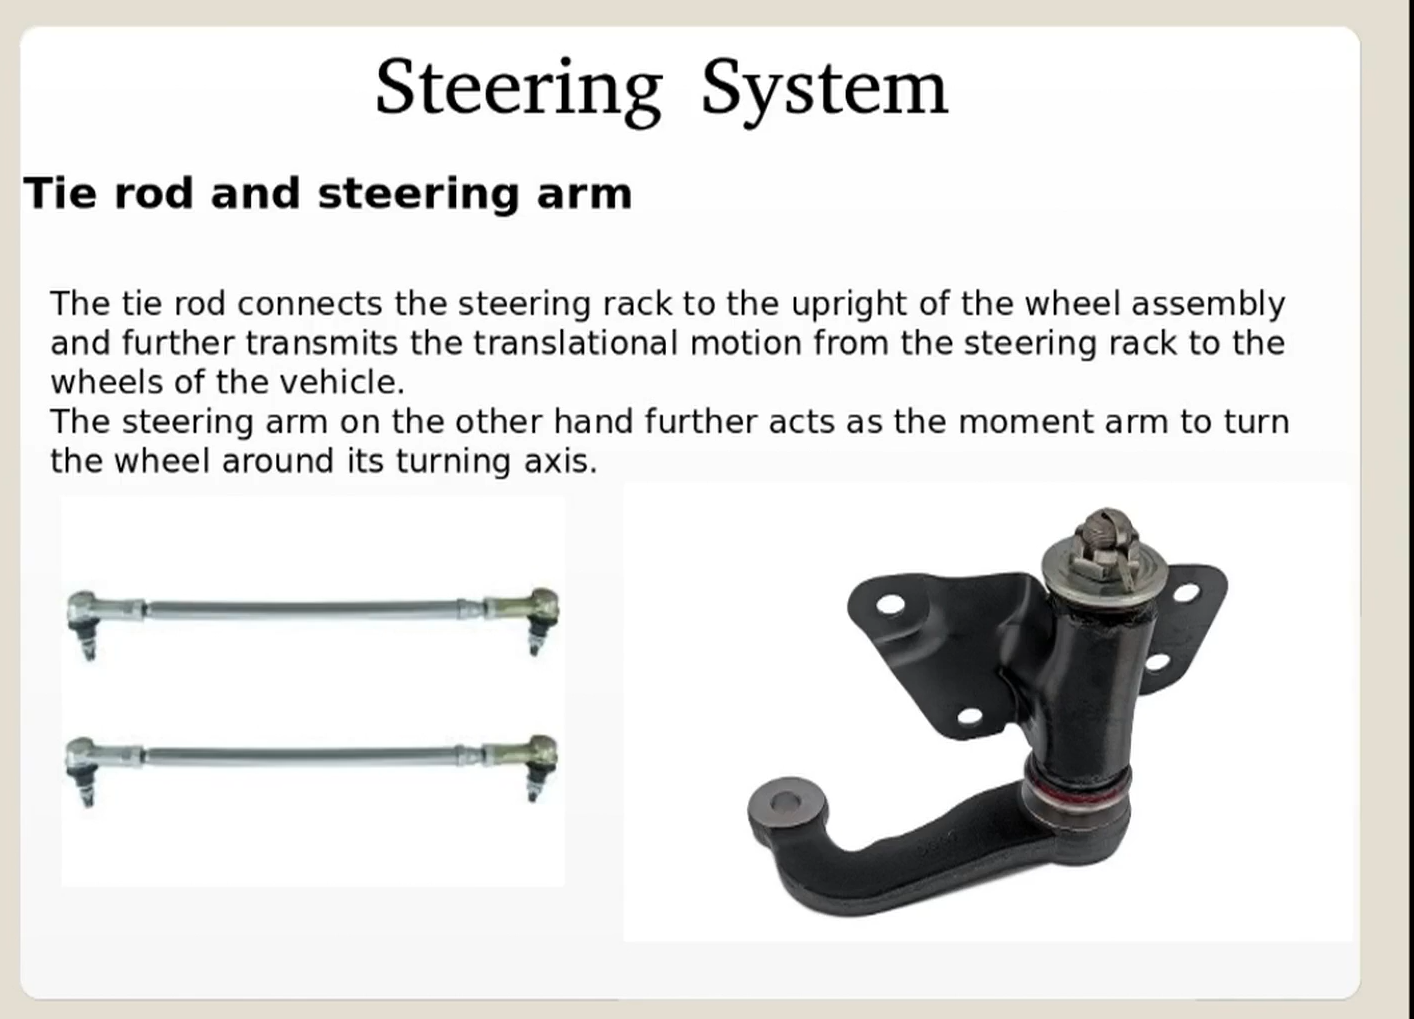 Steering System
Tie rod and steering arm
The tie rod connects the steering rack to the upright of the wheel assembly
and further transmits the translational motion from the steering rack to the
wheels of the vehicle.
The steering arm on the other hand further acts as the moment arm to turn
the wheel around its turning axis.